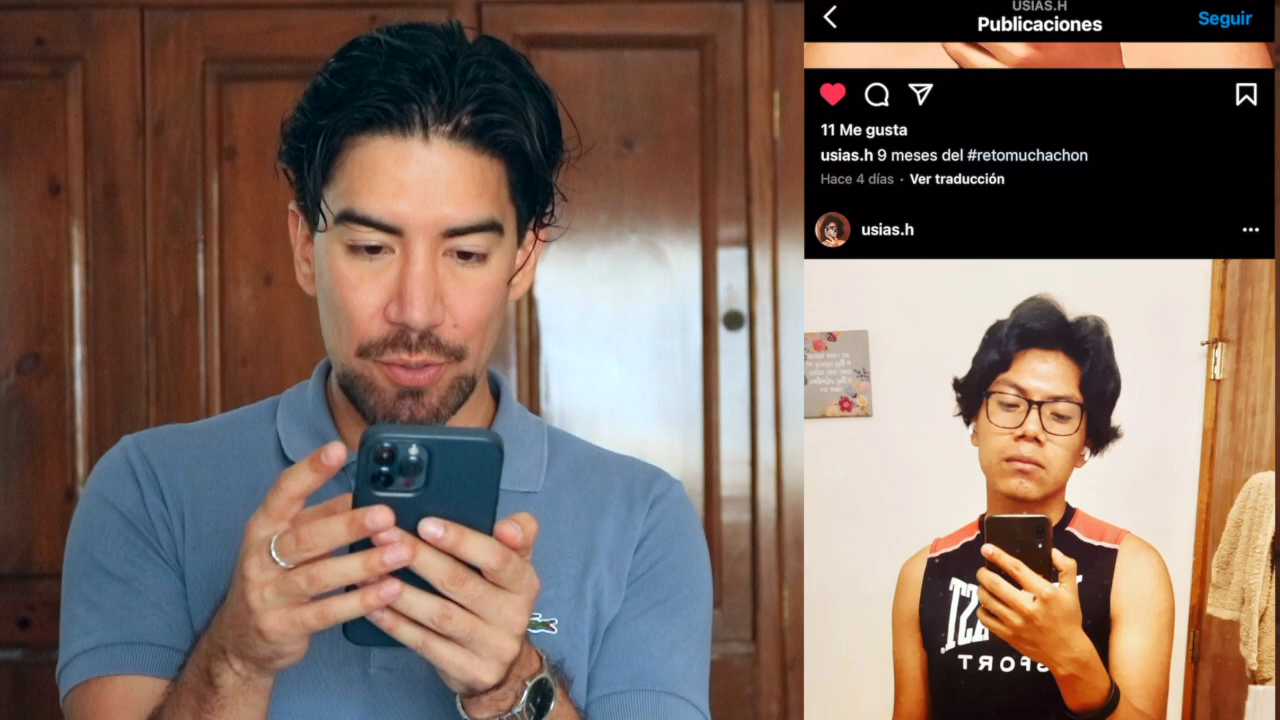 USIAS.H
Publicaciones
Seguir
11 Me gusta
usias.h 9 meses del #retomuchachon
Hace 4 días · Ver traducción
usias.h
SPORT